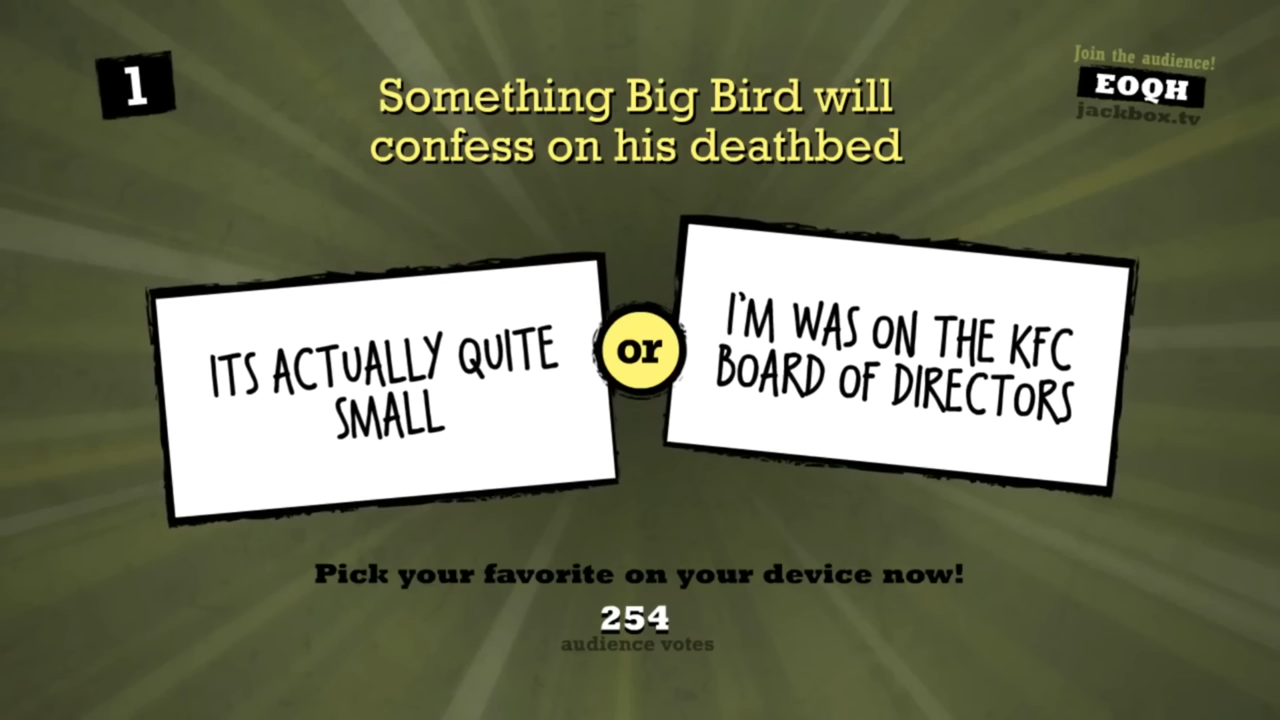 1
Something Big Bird will
confess on his deathbed
Join the audience!
EOQH
jackbox.tv
ITS ACTUALLY QUITE
SMALL
or
I'M WAS ON THE KFC
BOARD OF DIRECTORS
Pick your favorite on your device now!
254
audience votes